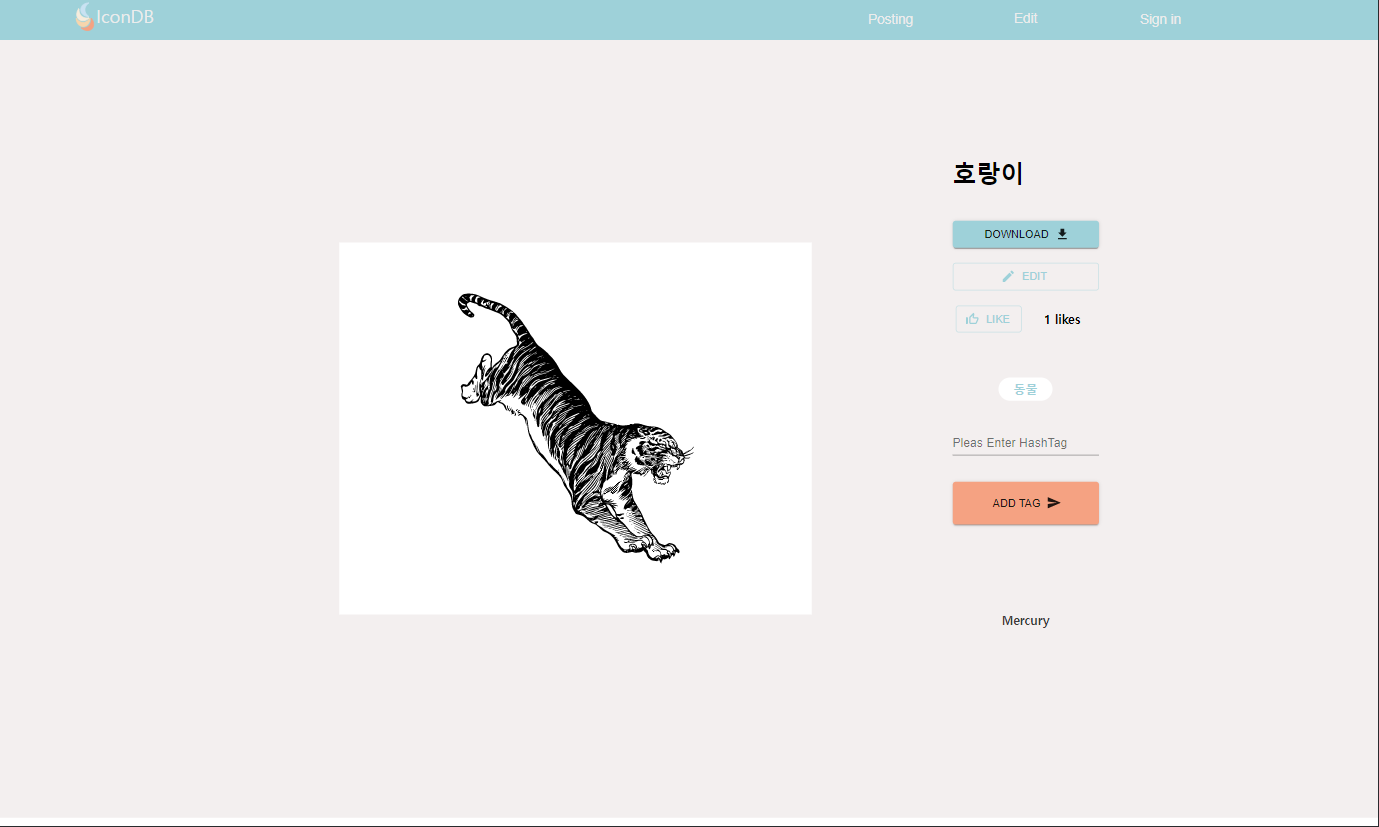 IconDB
Posting
Edit
Sign in
호랑이
DOWNLOAD
EDIT
LIKE
1 likes
동물
Pleas Enter HashTag
ADD TAG
Mercury